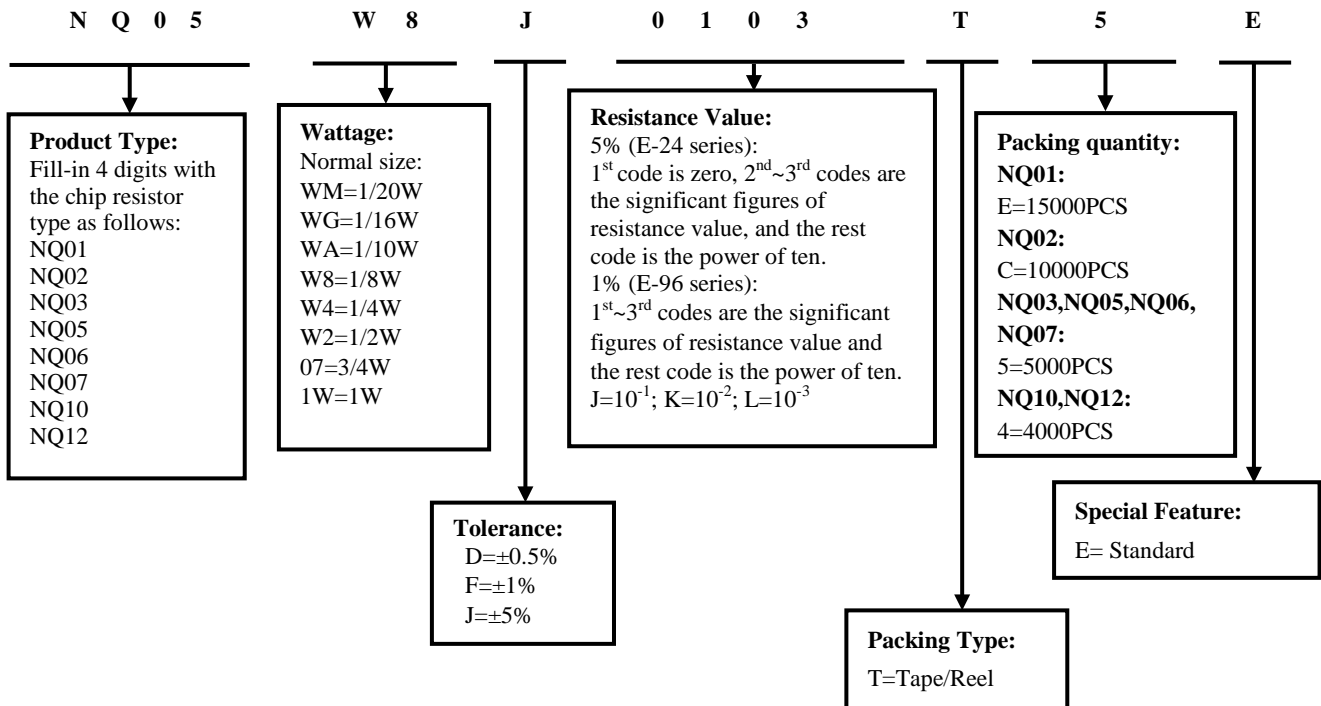 N Q 0 5 W 8 J 0 1 0 3 T 5 E
Product Type:
Fill-in 4 digits with
the chip resistor
type as follows:
NQ01
NQ02
NQ03
NQ05
NQ06
NQ07
NQ10
NQ12
Wattage:
Normal size:
WM=1/20W
WG=1/16W
WA=1/10W
W8=1/8W
W4=1/4W
W2=1/2W
07=3/4W
1W=1W
Tolerance:
D=±0.5%
F=±1%
J=±5%
Resistance Value:
5% (E-24 series):
1st code is zero, 2nd~3rd codes are
the significant figures of
resistance value, and the rest
code is the power of ten.
1% (E-96 series):
1st~3rd codes are the significant
figures of resistance value and
the rest code is the power of ten.
J=10-1; K=10-2; L=10-3
Packing Type:
T=Tape/Reel
Packing quantity:
NQ01:
E=15000PCS
NQ02:
C=10000PCS
NQ03,NQ05,NQ06,
NQ07:
5=5000PCS
NQ10,NQ12:
4=4000PCS
Special Feature:
E= Standard